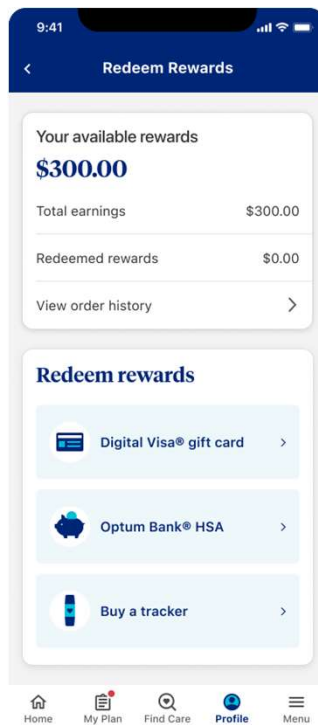 9:41
Redeem Rewards
Your available rewards
$300.00
Total earnings $300.00
Redeemed rewards $0.00
View order history
Redeem rewards
Digital Visa® gift card
Optum Bank® HSA
Buy a tracker
Home My Plan Find Care Profile Menu